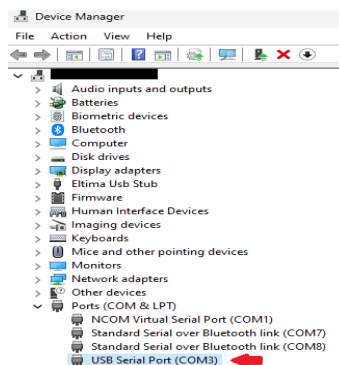 Device Manager
File Action View Help
Audio inputs and outputs
Batteries
Biometric devices
Bluetooth
Computer
Disk drives
Display adapters
Eltima Usb Stub
Firmware
Human Interface Devices
Imaging devices
Keyboards
Mice and other pointing devices
Monitors
Network adapters
Other devices
Ports (COM & LPT)
NCOM Virtual Serial Port (COM1)
Standard Serial over Bluetooth link (COM7)
Standard Serial over Bluetooth link (COM8)
USB Serial Port (COM3)